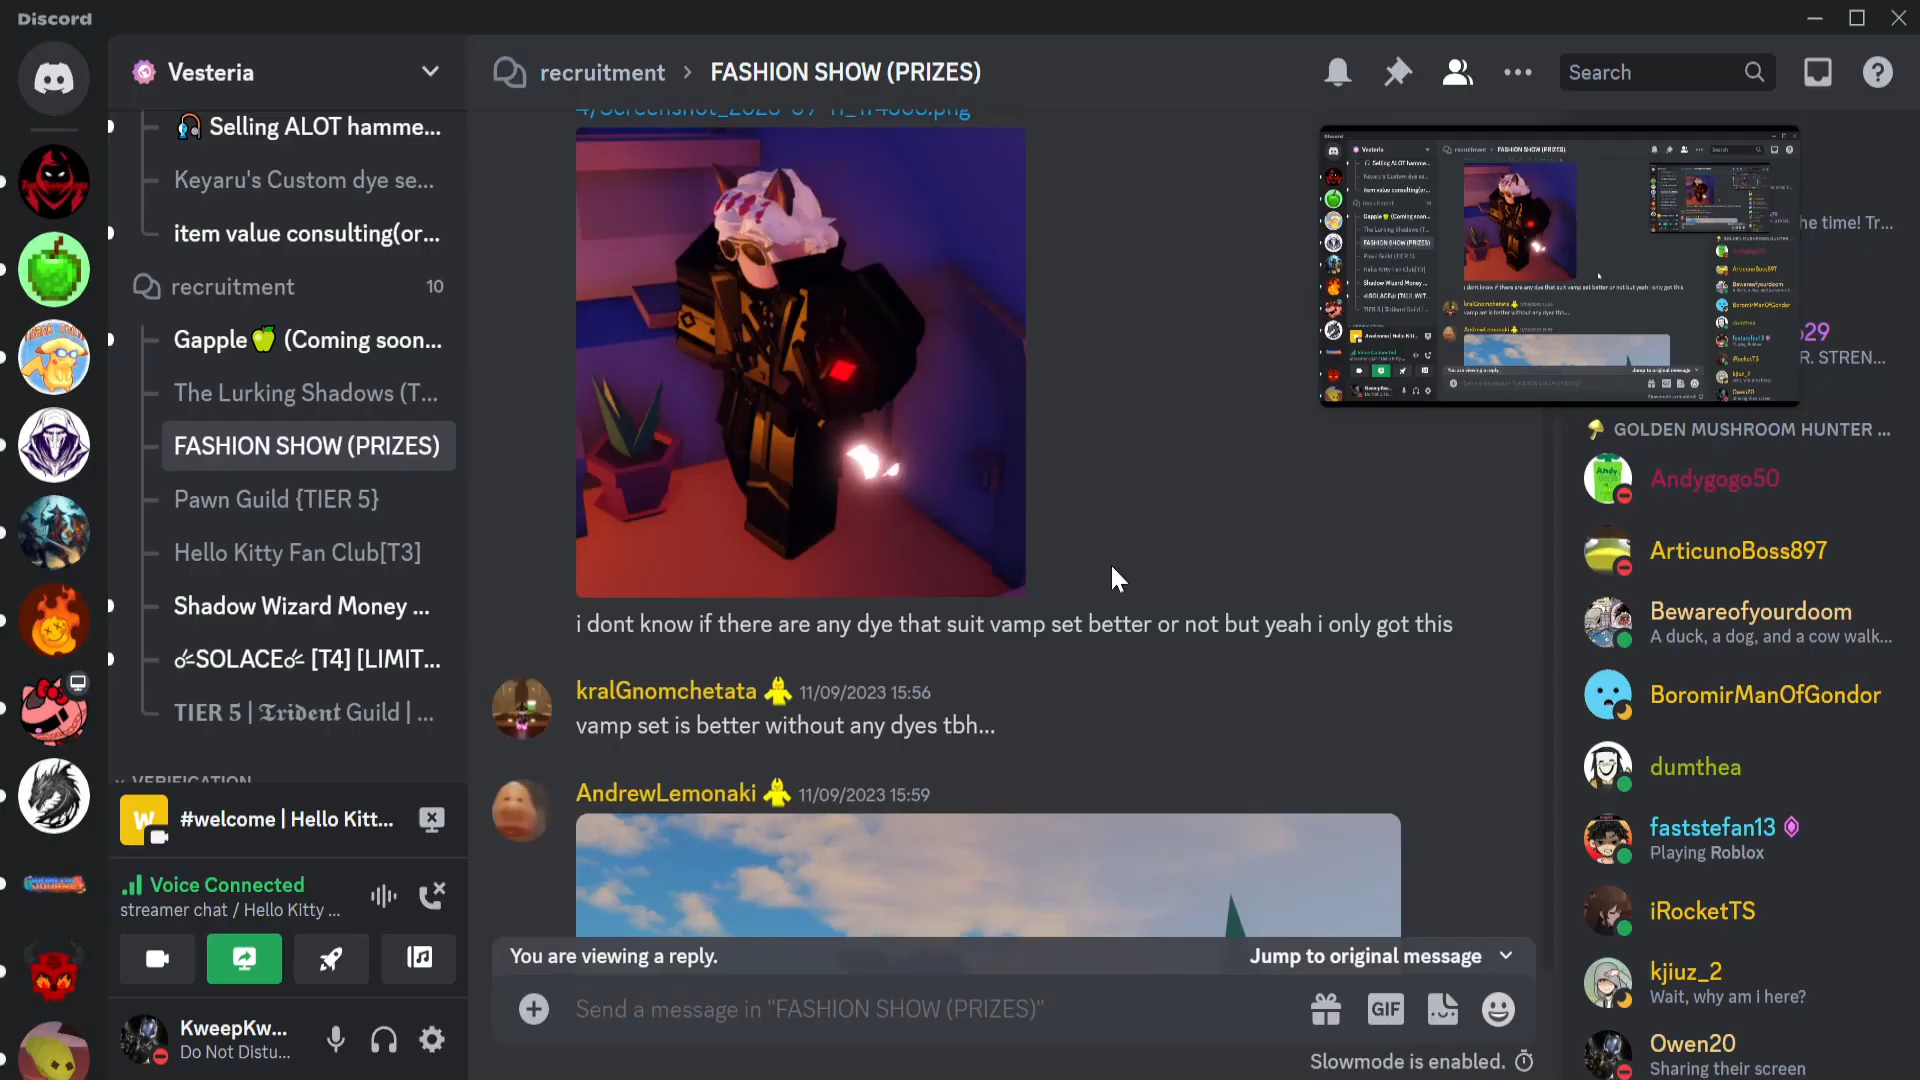 Discord
Vesteria
Selling ALOT hamme...
Keyaru's Custom dye se...
item value consulting(or...
recruitment 10
Gapple (Coming soon...
The Lurking Shadows (T...
FASHION SHOW (PRIZES)
Pawn Guild {TIER 5}
Hello Kitty Fan Club[T3]
Shadow Wizard Money ...
SOLACE [T4] [LIMIT...
TIER 5 | 𝕿𝖗𝖎𝖉𝖊𝖓𝖙 Guild | ...
VERIFICATION
W
#welcome | Hello Kitt...
Voice Connected
streamer chat / Hello Kitty ...
KweepKw...
Do Not Distu...
recruitment > FASHION SHOW (PRIZES)
Search
i dont know if there are any dye that suit vamp set better or not but yeah i only got this
kralGnomchetata 11/09/2023 15:56
vamp set is better without any dyes tbh...
AndrewLemonaki 11/09/2023 15:59
You are viewing a reply. Jump to original message
Send a message in "FASHION SHOW (PRIZES)"
GIF
Slowmode is enabled.
he time! Tr...
R. STREN...
GOLDEN MUSHROOM HUNTER ...
Andygogo50
ArticunoBoss897
Bewareofyourdoom
A duck, a dog, and a cow walk...
BoromirManOfGondor
dumthea
faststefan13
Playing Roblox
iRocketTS
kjiuz_2
Wait, why am i here?
Owen20
Sharing their screen